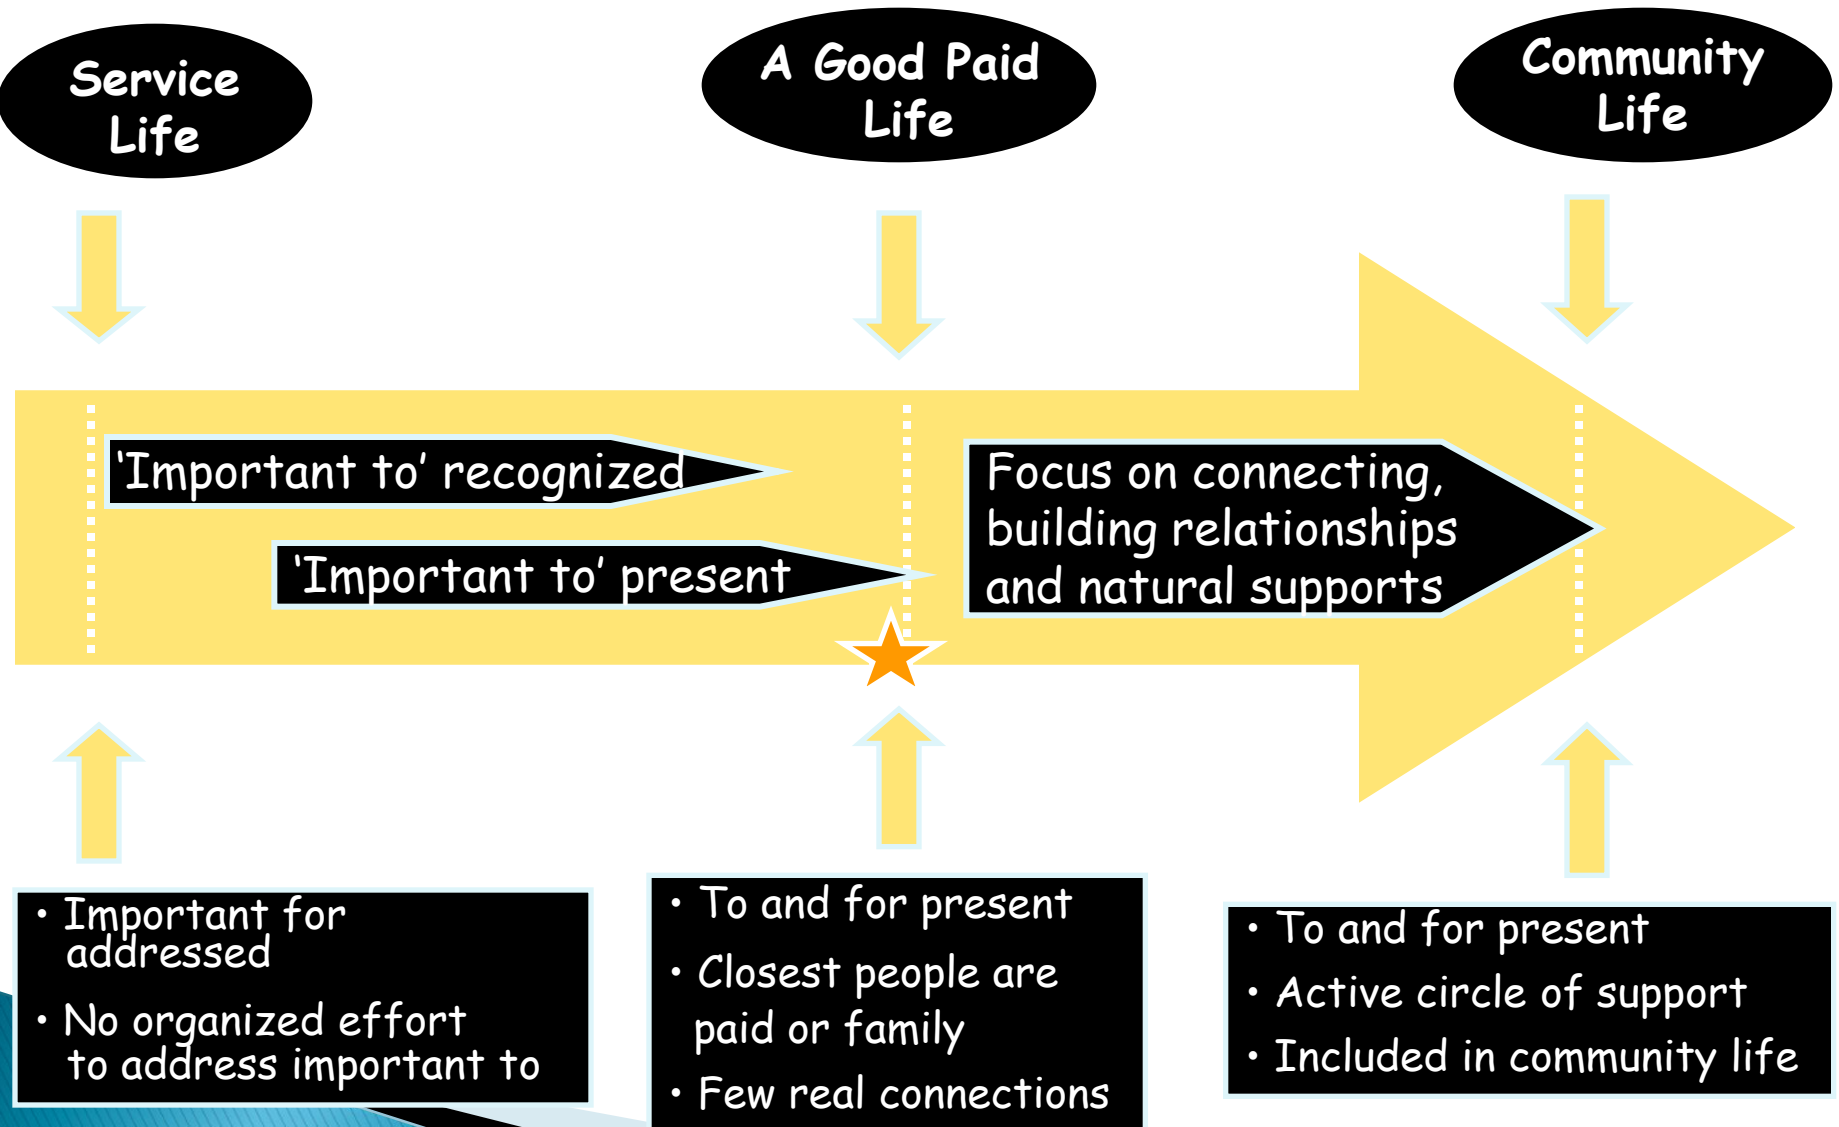 Service
Life
A Good Paid
Life
Community
Life
‘Important to’ recognized
‘Important to’ present
Focus on connecting,
building relationships
and natural supports
• Important for
addressed
• No organized effort
to address important to
• To and for present
• Closest people are
paid or family
• Few real connections
• To and for present
• Active circle of support
• Included in community life